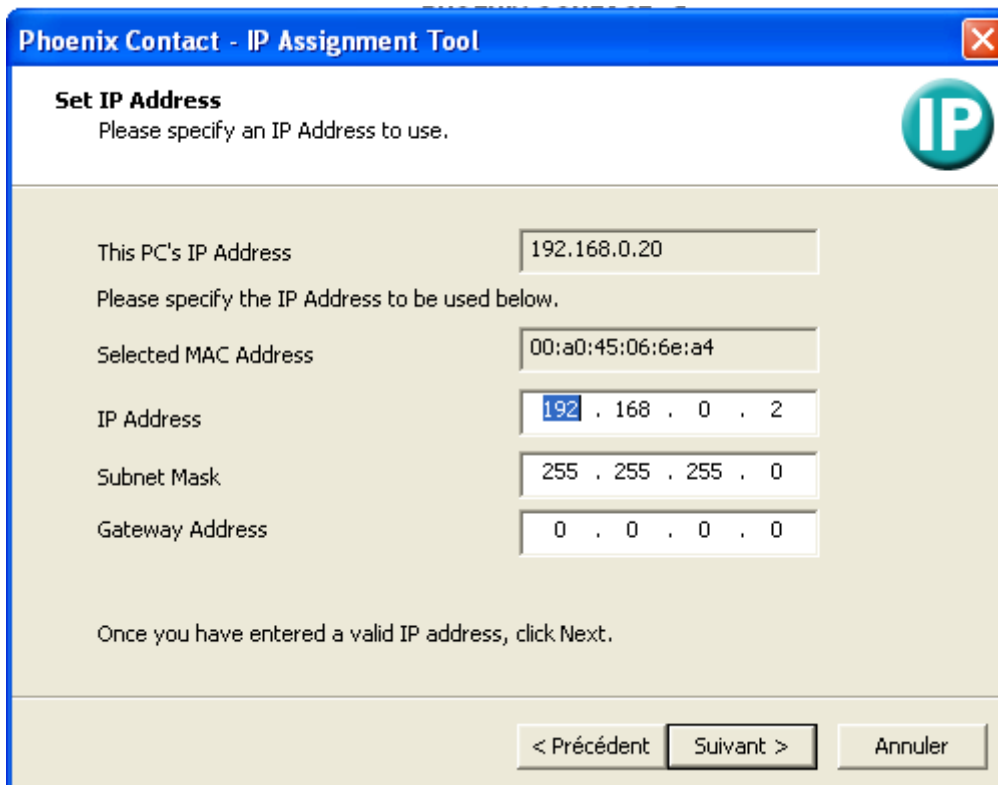 Phoenix Contact - IP Assignment Tool
Set IP Address
Please specify an IP Address to use.
IP
This PC's IP Address 192.168.0.20
Please specify the IP Address to be used below.
Selected MAC Address 00:a0:45:06:6e:a4
IP Address 192 . 168 . 0 . 2
Subnet Mask 255 . 255 . 255 . 0
Gateway Address 0 . 0 . 0 . 0
Once you have entered a valid IP address, click Next.
< Précédent Suivant > Annuler